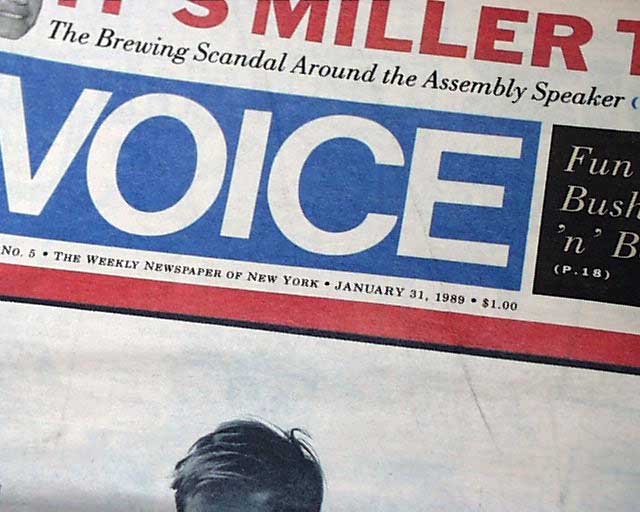 IT'S MILLER T
The Brewing Scandal Around the Assembly Speaker
VOICE
Fun
Bush
'n' B
(P.18)
No. 5 • THE WEEKLY NEWSPAPER OF NEW YORK • JANUARY 31, 1989 • $1.00